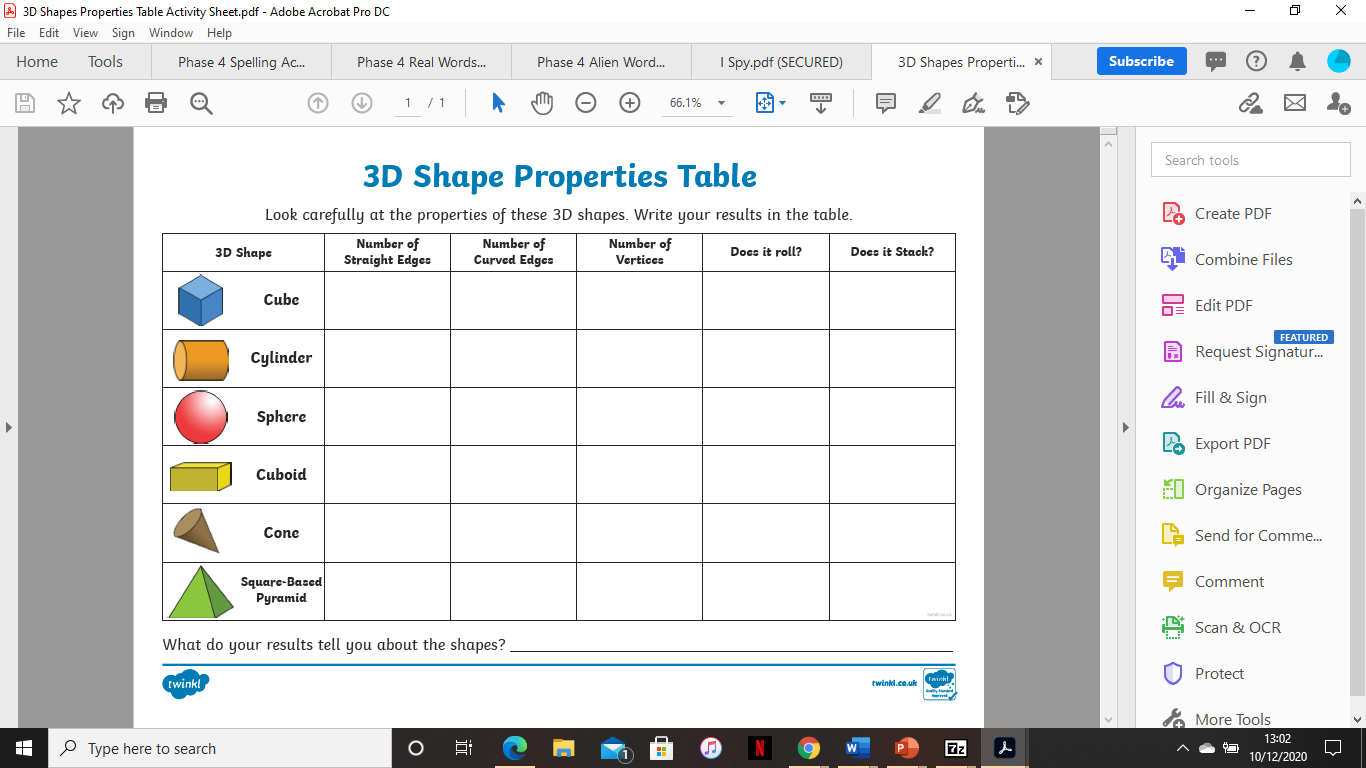 3D Shapes Properties Table Activity Sheet.pdf - Adobe Acrobat Pro DC
File Edit View Sign Window Help
Home Tools Phase 4 Spelling Ac... Phase 4 Real Words... Phase 4 Alien Word... I Spy.pdf (SECURED) 3D Shapes Properti... ×
Subscribe
1 / 1 66.1%
Search tools
Create PDF
Combine Files
Edit PDF
FEATURED
Request Signatur...
Fill & Sign
Export PDF
Organize Pages
Send for Comme...
Comment
Scan & OCR
Protect
More Tools
3D Shape Properties Table
Look carefully at the properties of these 3D shapes. Write your results in the table.
3D Shape
Number of
Straight Edges
Number of
Curved Edges
Number of
Vertices
Does it roll?
Does it Stack?
Cube
Cylinder
Sphere
Cuboid
Cone
Square-Based
Pyramid
What do your results tell you about the shapes?
twinkl
twinkl.co.uk
twinkl
Quality Standard
Approved
Type here to search
1
N
W
P
7z
13:02
10/12/2020